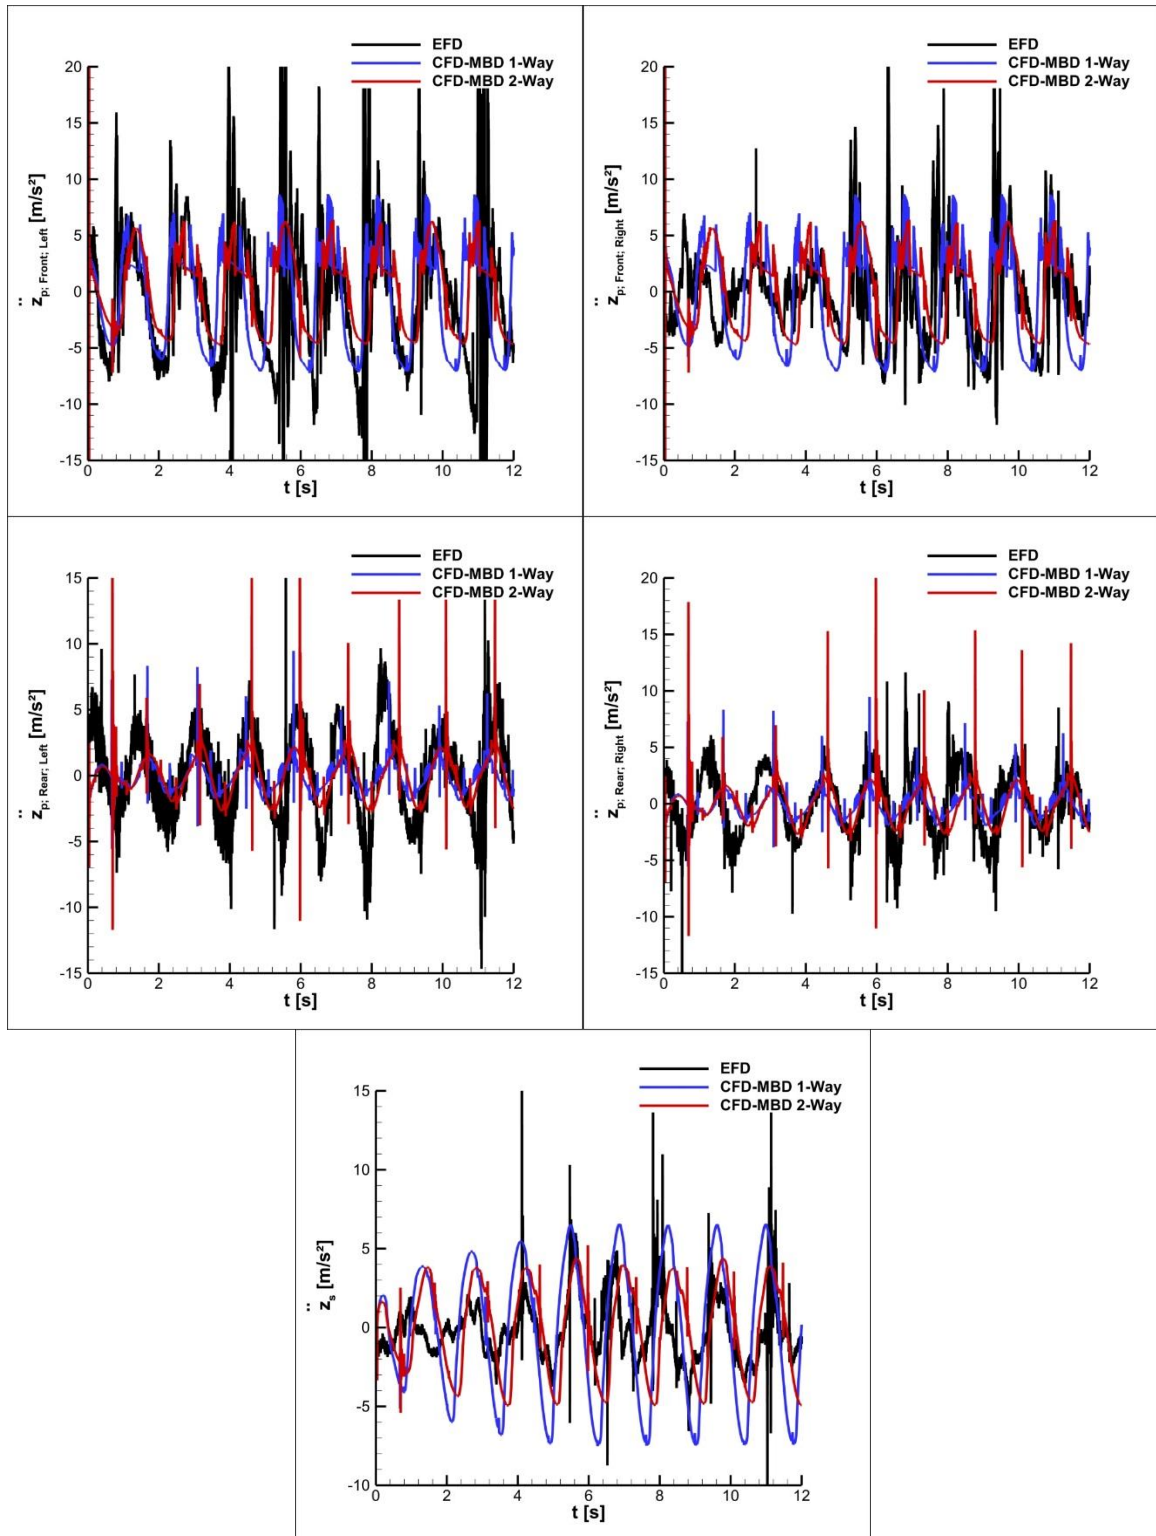 EFD
CFD-MBD 1-Way
CFD-MBD 2-Way
20
15
10
5
0
-5
-10
-15
0 2 4 6 8 10 12
t [s]
z̈p; Front; Left [m/s²]
EFD
CFD-MBD 1-Way
CFD-MBD 2-Way
20
15
10
5
0
-5
-10
-15
0 2 4 6 8 10 12
t [s]
z̈p; Front; Right [m/s²]
EFD
CFD-MBD 1-Way
CFD-MBD 2-Way
15
10
5
0
-5
-10
-15
0 2 4 6 8 10 12
t [s]
z̈p; Rear; Left [m/s²]
EFD
CFD-MBD 1-Way
CFD-MBD 2-Way
20
15
10
5
0
-5
-10
-15
0 2 4 6 8 10 12
t [s]
z̈p; Rear; Right [m/s²]
EFD
CFD-MBD 1-Way
CFD-MBD 2-Way
15
10
5
0
-5
-10
0 2 4 6 8 10 12
t [s]
z̈s [m/s²]